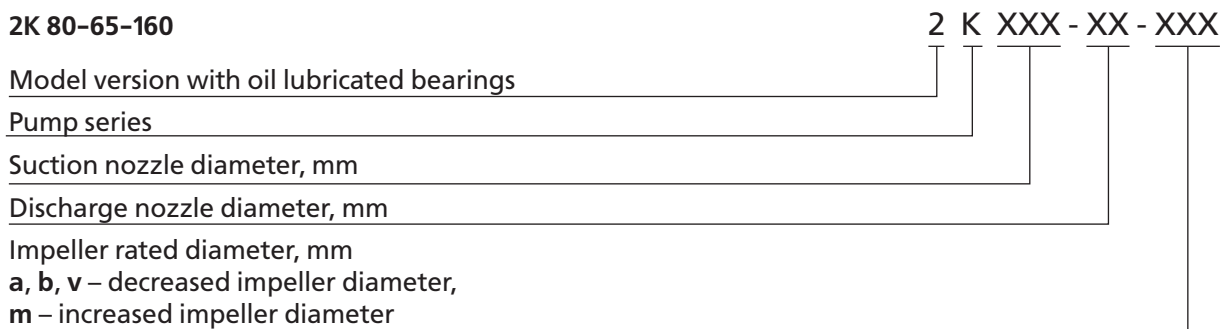 2K 80–65–160
2 K XXX - XX - XXX
Model version with oil lubricated bearings
Pump series
Suction nozzle diameter, mm
Discharge nozzle diameter, mm
Impeller rated diameter, mm
a, b, v – decreased impeller diameter,
m – increased impeller diameter